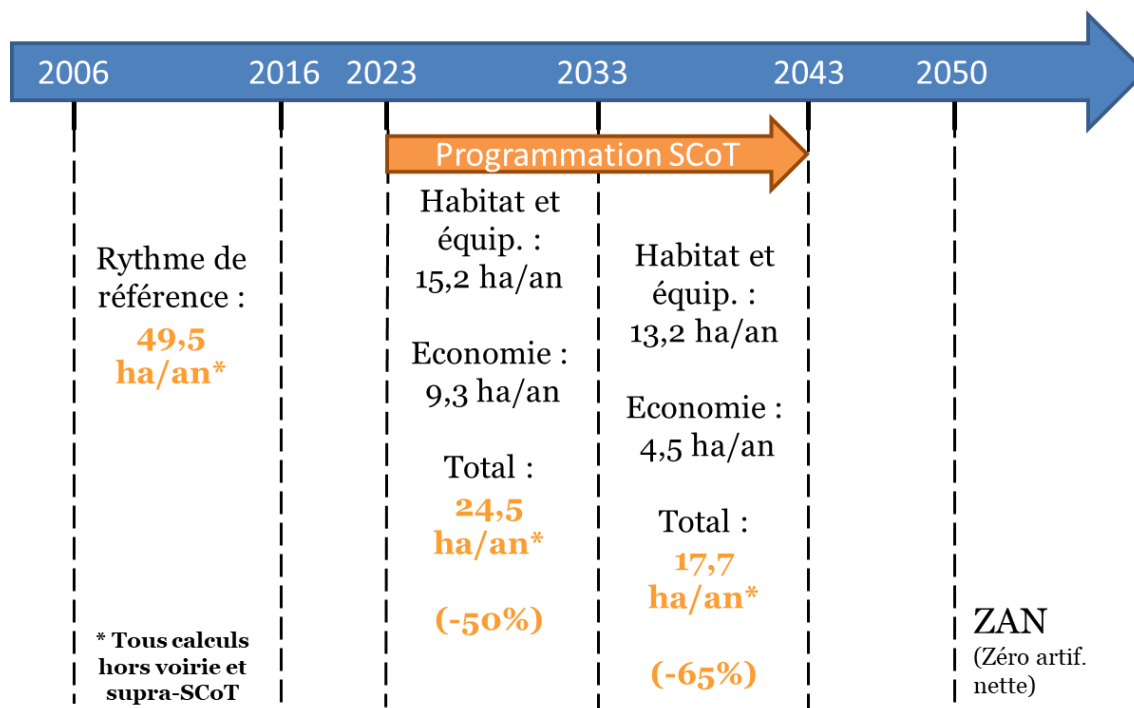 2006 2016 2023 2033 2043 2050
Programmation SCoT
Rythme de
référence :
49,5
ha/an*
* Tous calculs
hors voirie et
supra-SCoT
Habitat et
équip. :
15,2 ha/an
Economie :
9,3 ha/an
Total :
24,5
ha/an*
(-50%)
Habitat et
équip. :
13,2 ha/an
Economie :
4,5 ha/an
Total :
17,7
ha/an*
(-65%)
ZAN
(Zéro artif.
nette)